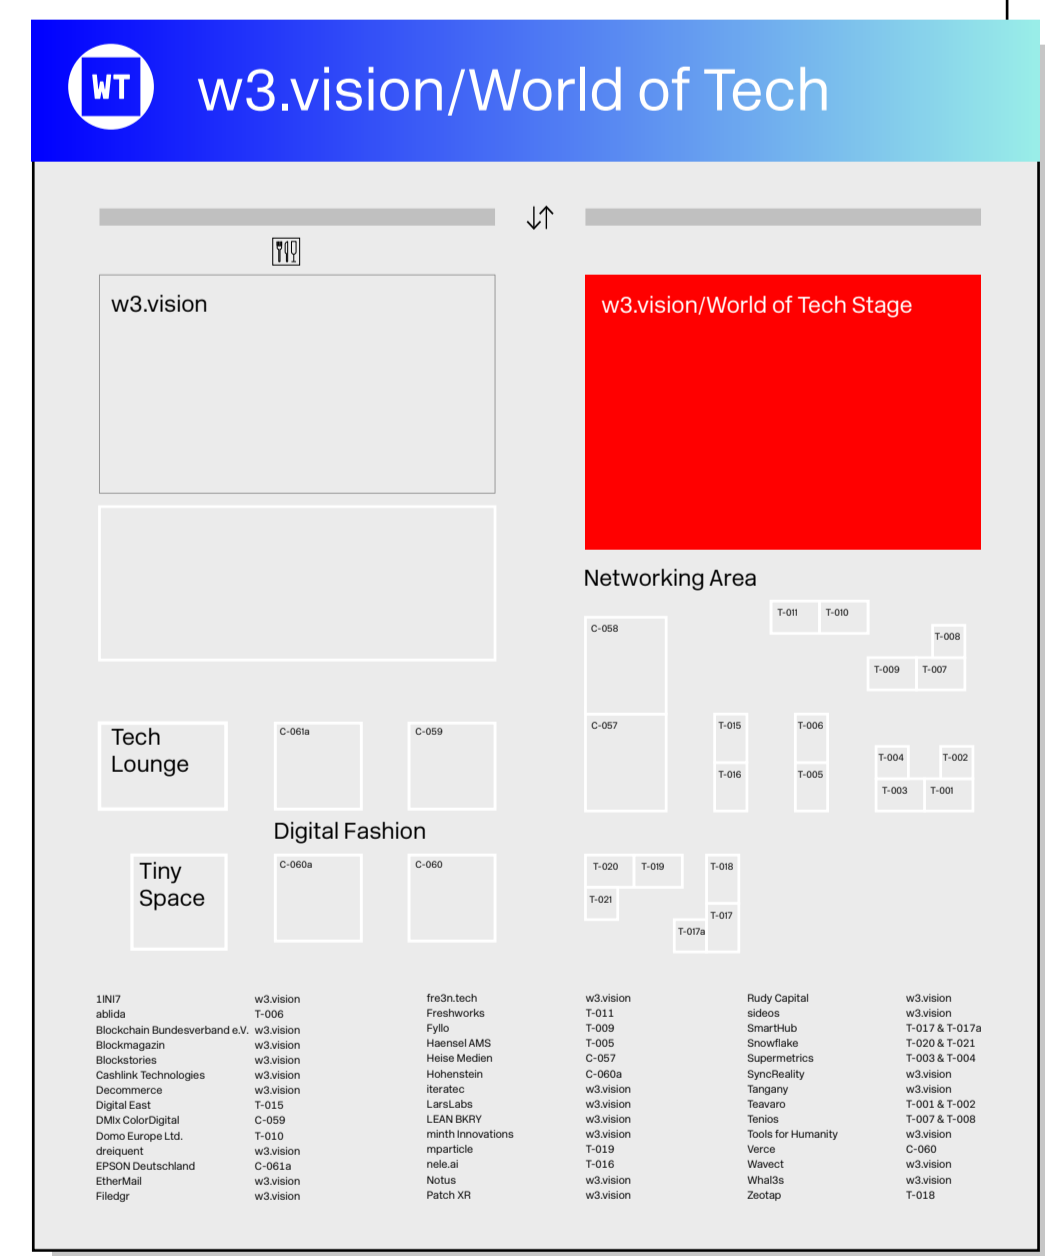 WT
w3.vision/World of Tech
w3.vision
w3.vision/World of Tech Stage
Networking Area
C-058
T-011
T-010
T-008
T-009
T-007
Tech
Lounge
C-061a
C-059
C-057
T-015
T-006
T-016
T-005
T-004
T-002
T-003
T-001
Digital Fashion
Tiny
Space
C-060a
C-060
T-020
T-019
T-018
T-021
T-017
T-017a
1INI7 w3.vision
ablida T-006
Blockchain Bundesverband e.V. w3.vision
Blockmagazin w3.vision
Blockstories w3.vision
Cashlink Technologies w3.vision
Decommerce w3.vision
Digital East T-015
DMIx ColorDigital C-059
Domo Europe Ltd. T-010
dreiquent w3.vision
EPSON Deutschland C-061a
EtherMail w3.vision
Filedgr w3.vision
fre3n.tech w3.vision
Freshworks T-011
Fyllo T-009
Haensel AMS T-005
Heise Medien C-057
Hohenstein C-060a
iteratec w3.vision
LarsLabs w3.vision
LEAN BKRY w3.vision
minth Innovations w3.vision
mparticle T-019
nele.ai T-016
Notus w3.vision
Patch XR w3.vision
Rudy Capital w3.vision
sideos w3.vision
SmartHub T-017 & T-017a
Snowflake T-020 & T-021
Supermetrics T-003 & T-004
SyncReality w3.vision
Tangany w3.vision
Teavaro T-001 & T-002
Tenios T-007 & T-008
Tools for Humanity w3.vision
Verce C-060
Wavect w3.vision
Whal3s w3.vision
Zeotap T-018